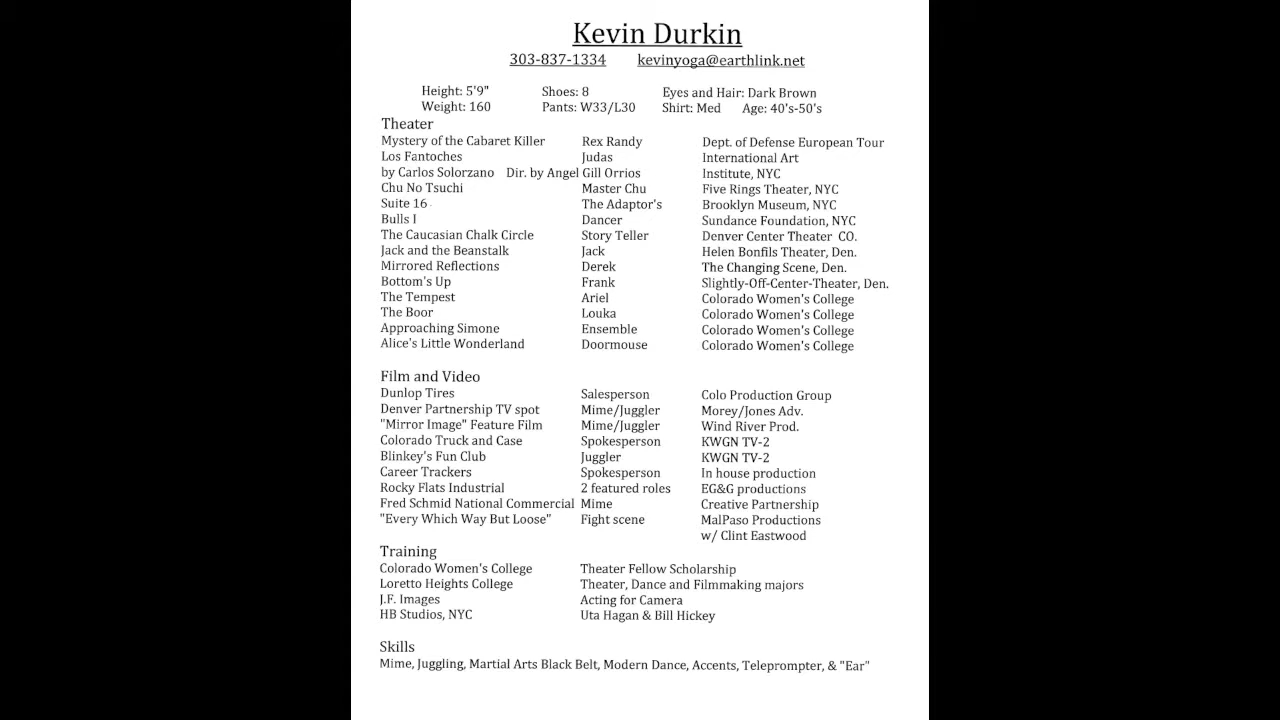 Kevin Durkin
303-837-1334 kevinyoga@earthlink.net
Height: 5'9" Shoes: 8 Eyes and Hair: Dark Brown
Weight: 160 Pants: W33/L30 Shirt: Med Age: 40's-50's
Theater
Mystery of the Cabaret Killer Rex Randy Dept. of Defense European Tour
Los Fantoches Judas International Art
by Carlos Solorzano Dir. by Angel Gill Orrios Institute, NYC
Chu No Tsuchi Master Chu Five Rings Theater, NYC
Suite 16 The Adaptor's Brooklyn Museum, NYC
Bulls I Dancer Sundance Foundation, NYC
The Caucasian Chalk Circle Story Teller Denver Center Theater CO.
Jack and the Beanstalk Jack Helen Bonfils Theater, Den.
Mirrored Reflections Derek The Changing Scene, Den.
Bottom's Up Frank Slightly-Off-Center-Theater, Den.
The Tempest Ariel Colorado Women's College
The Boor Louka Colorado Women's College
Approaching Simone Ensemble Colorado Women's College
Alice's Little Wonderland Doormouse Colorado Women's College
Film and Video
Dunlop Tires Salesperson Colo Production Group
Denver Partnership TV spot Mime/Juggler Morey/Jones Adv.
"Mirror Image" Feature Film Mime/Juggler Wind River Prod.
Colorado Truck and Case Spokesperson KWGN TV-2
Blinkey's Fun Club Juggler KWGN TV-2
Career Trackers Spokesperson In house production
Rocky Flats Industrial 2 featured roles EG&G productions
Fred Schmid National Commercial Mime Creative Partnership
"Every Which Way But Loose" Fight scene MalPaso Productions
w/ Clint Eastwood
Training
Colorado Women's College Theater Fellow Scholarship
Loretto Heights College Theater, Dance and Filmmaking majors
J.F. Images Acting for Camera
HB Studios, NYC Uta Hagan & Bill Hickey
Skills
Mime, Juggling, Martial Arts Black Belt, Modern Dance, Accents, Teleprompter, & "Ear"